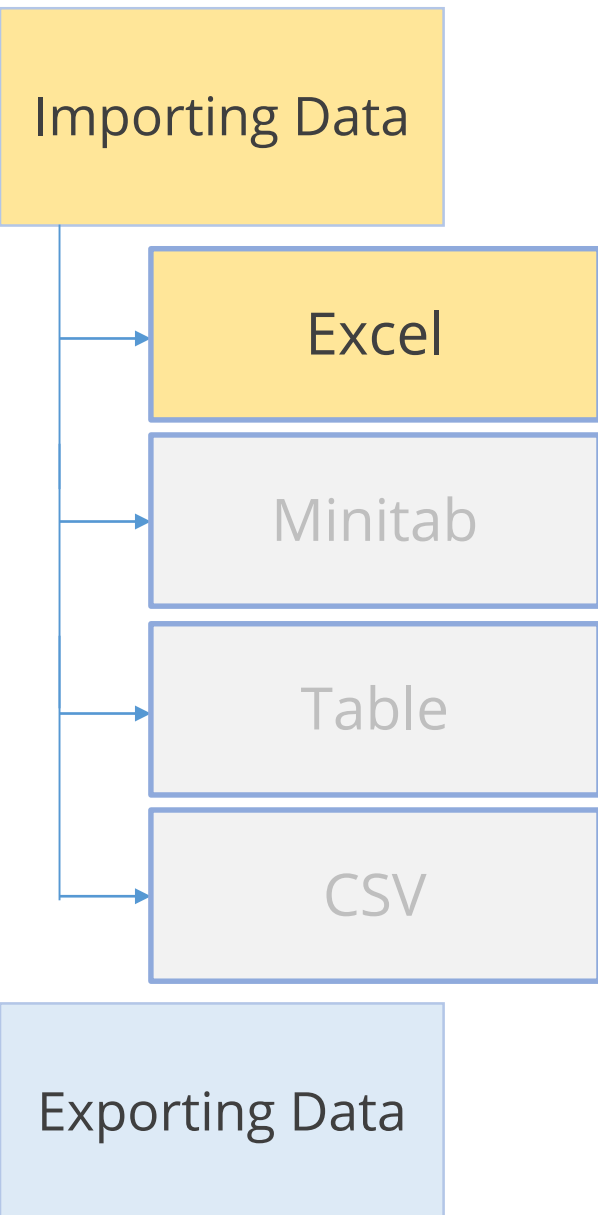 Importing Data
Excel
Minitab
Table
CSV
Exporting Data